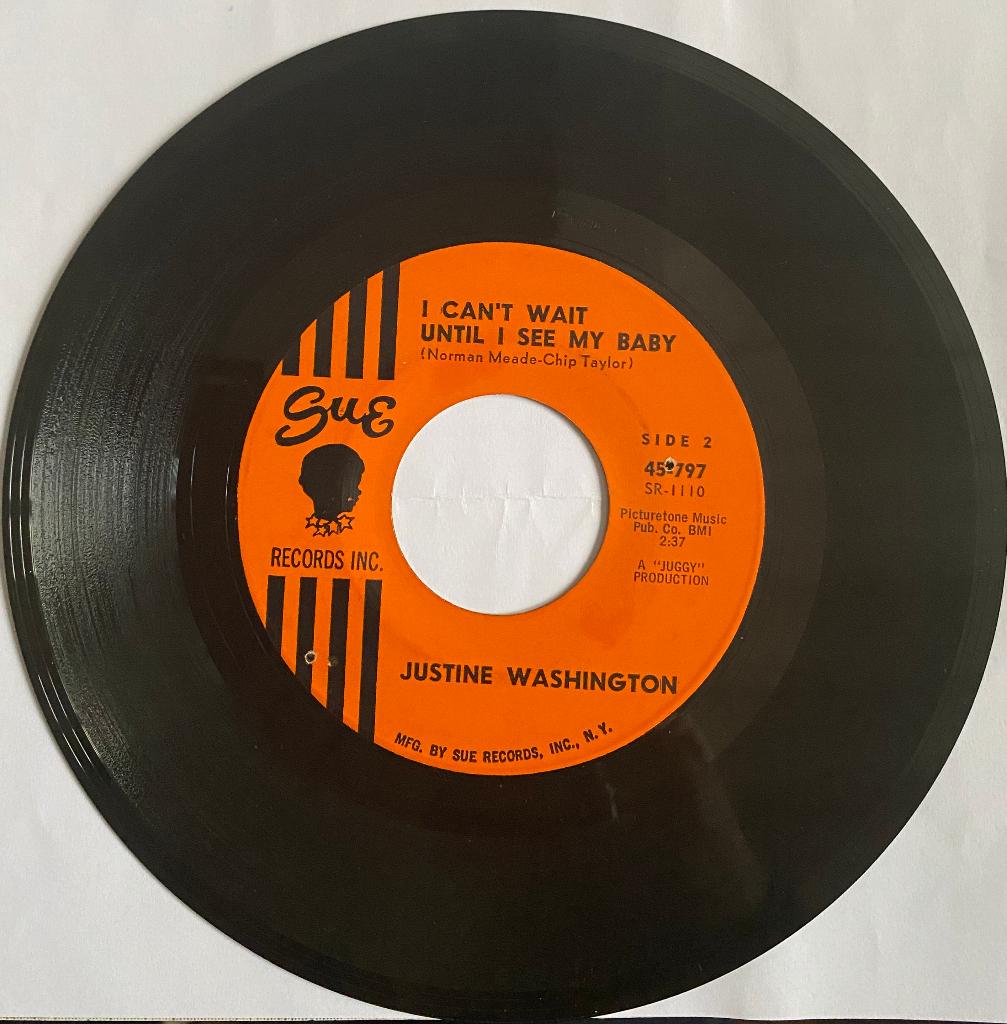 I CAN'T WAIT
UNTIL I SEE MY BABY
(Norman Meade-Chip Taylor)
Sue
RECORDS INC.
SIDE 2
45-797
SR-1110
Picturetone Music
Pub. Co. BMI
2:37
A "JUGGY"
PRODUCTION
JUSTINE WASHINGTON
MFG. BY SUE RECORDS, INC., N.Y.